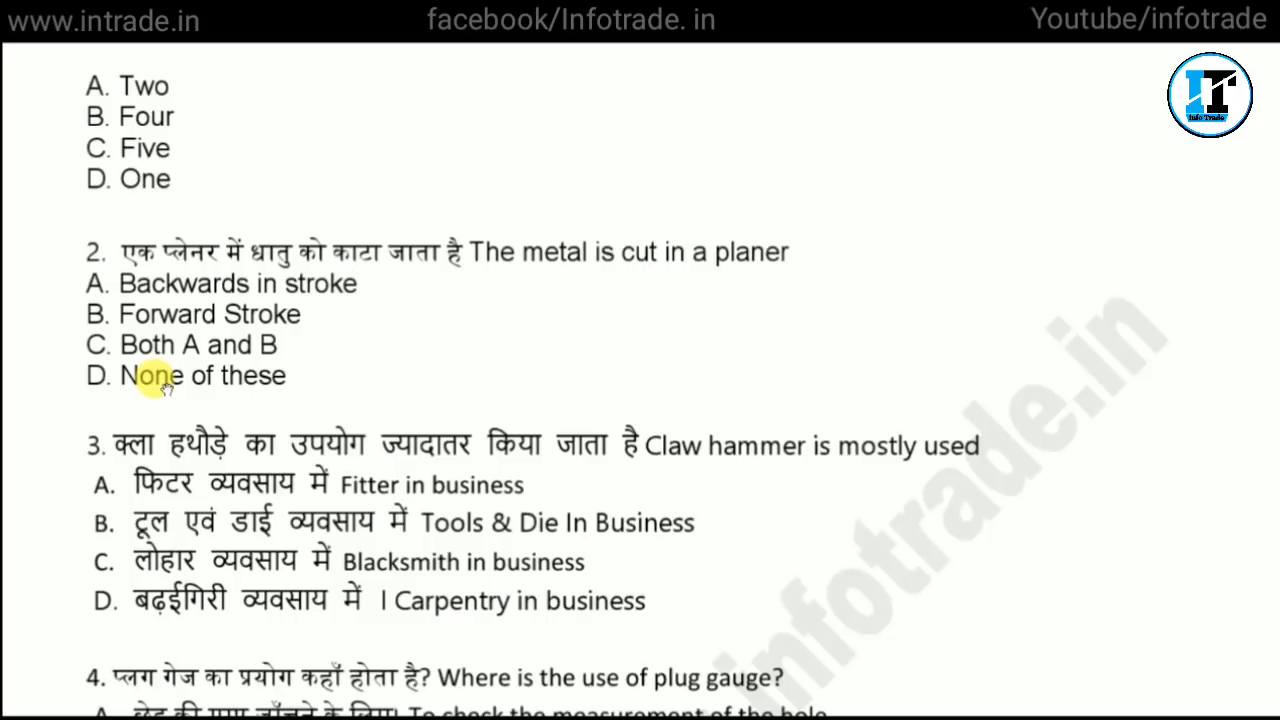 www.intrade.in facebook/Infotrade. in Youtube/infotrade
IT
Info Trade
A. Two
B. Four
C. Five
D. One
2. एक प्लेनर में धातु को काटा जाता है The metal is cut in a planer
A. Backwards in stroke
B. Forward Stroke
C. Both A and B
D. None of these
3. क्ला हथौड़े का उपयोग ज्यादातर किया जाता है Claw hammer is mostly used
A. फिटर व्यवसाय में Fitter in business
B. टूल एवं डाई व्यवसाय में Tools & Die In Business
C. लोहार व्यवसाय में Blacksmith in business
D. बढ़ईगिरी व्यवसाय में l Carpentry in business
4. प्लग गेज का प्रयोग कहाँ होता है? Where is the use of plug gauge?
A. छेद की माप जाँचने के लिए। To check the measurement of the hole
infotrade.in